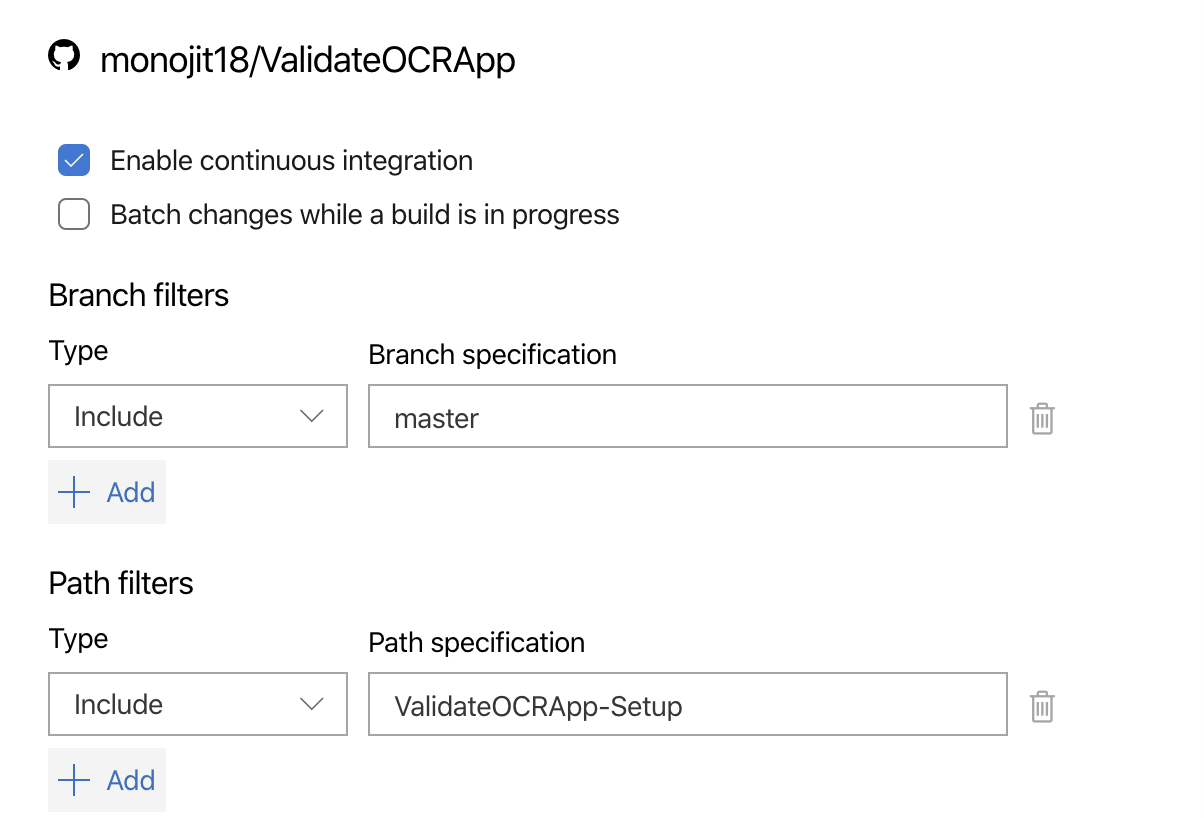 monojit18/ValidateOCRApp
Enable continuous integration
Batch changes while a build is in progress
Branch filters
Type
Branch specification
Include
master
Add
Path filters
Type
Path specification
Include
ValidateOCRApp-Setup
Add